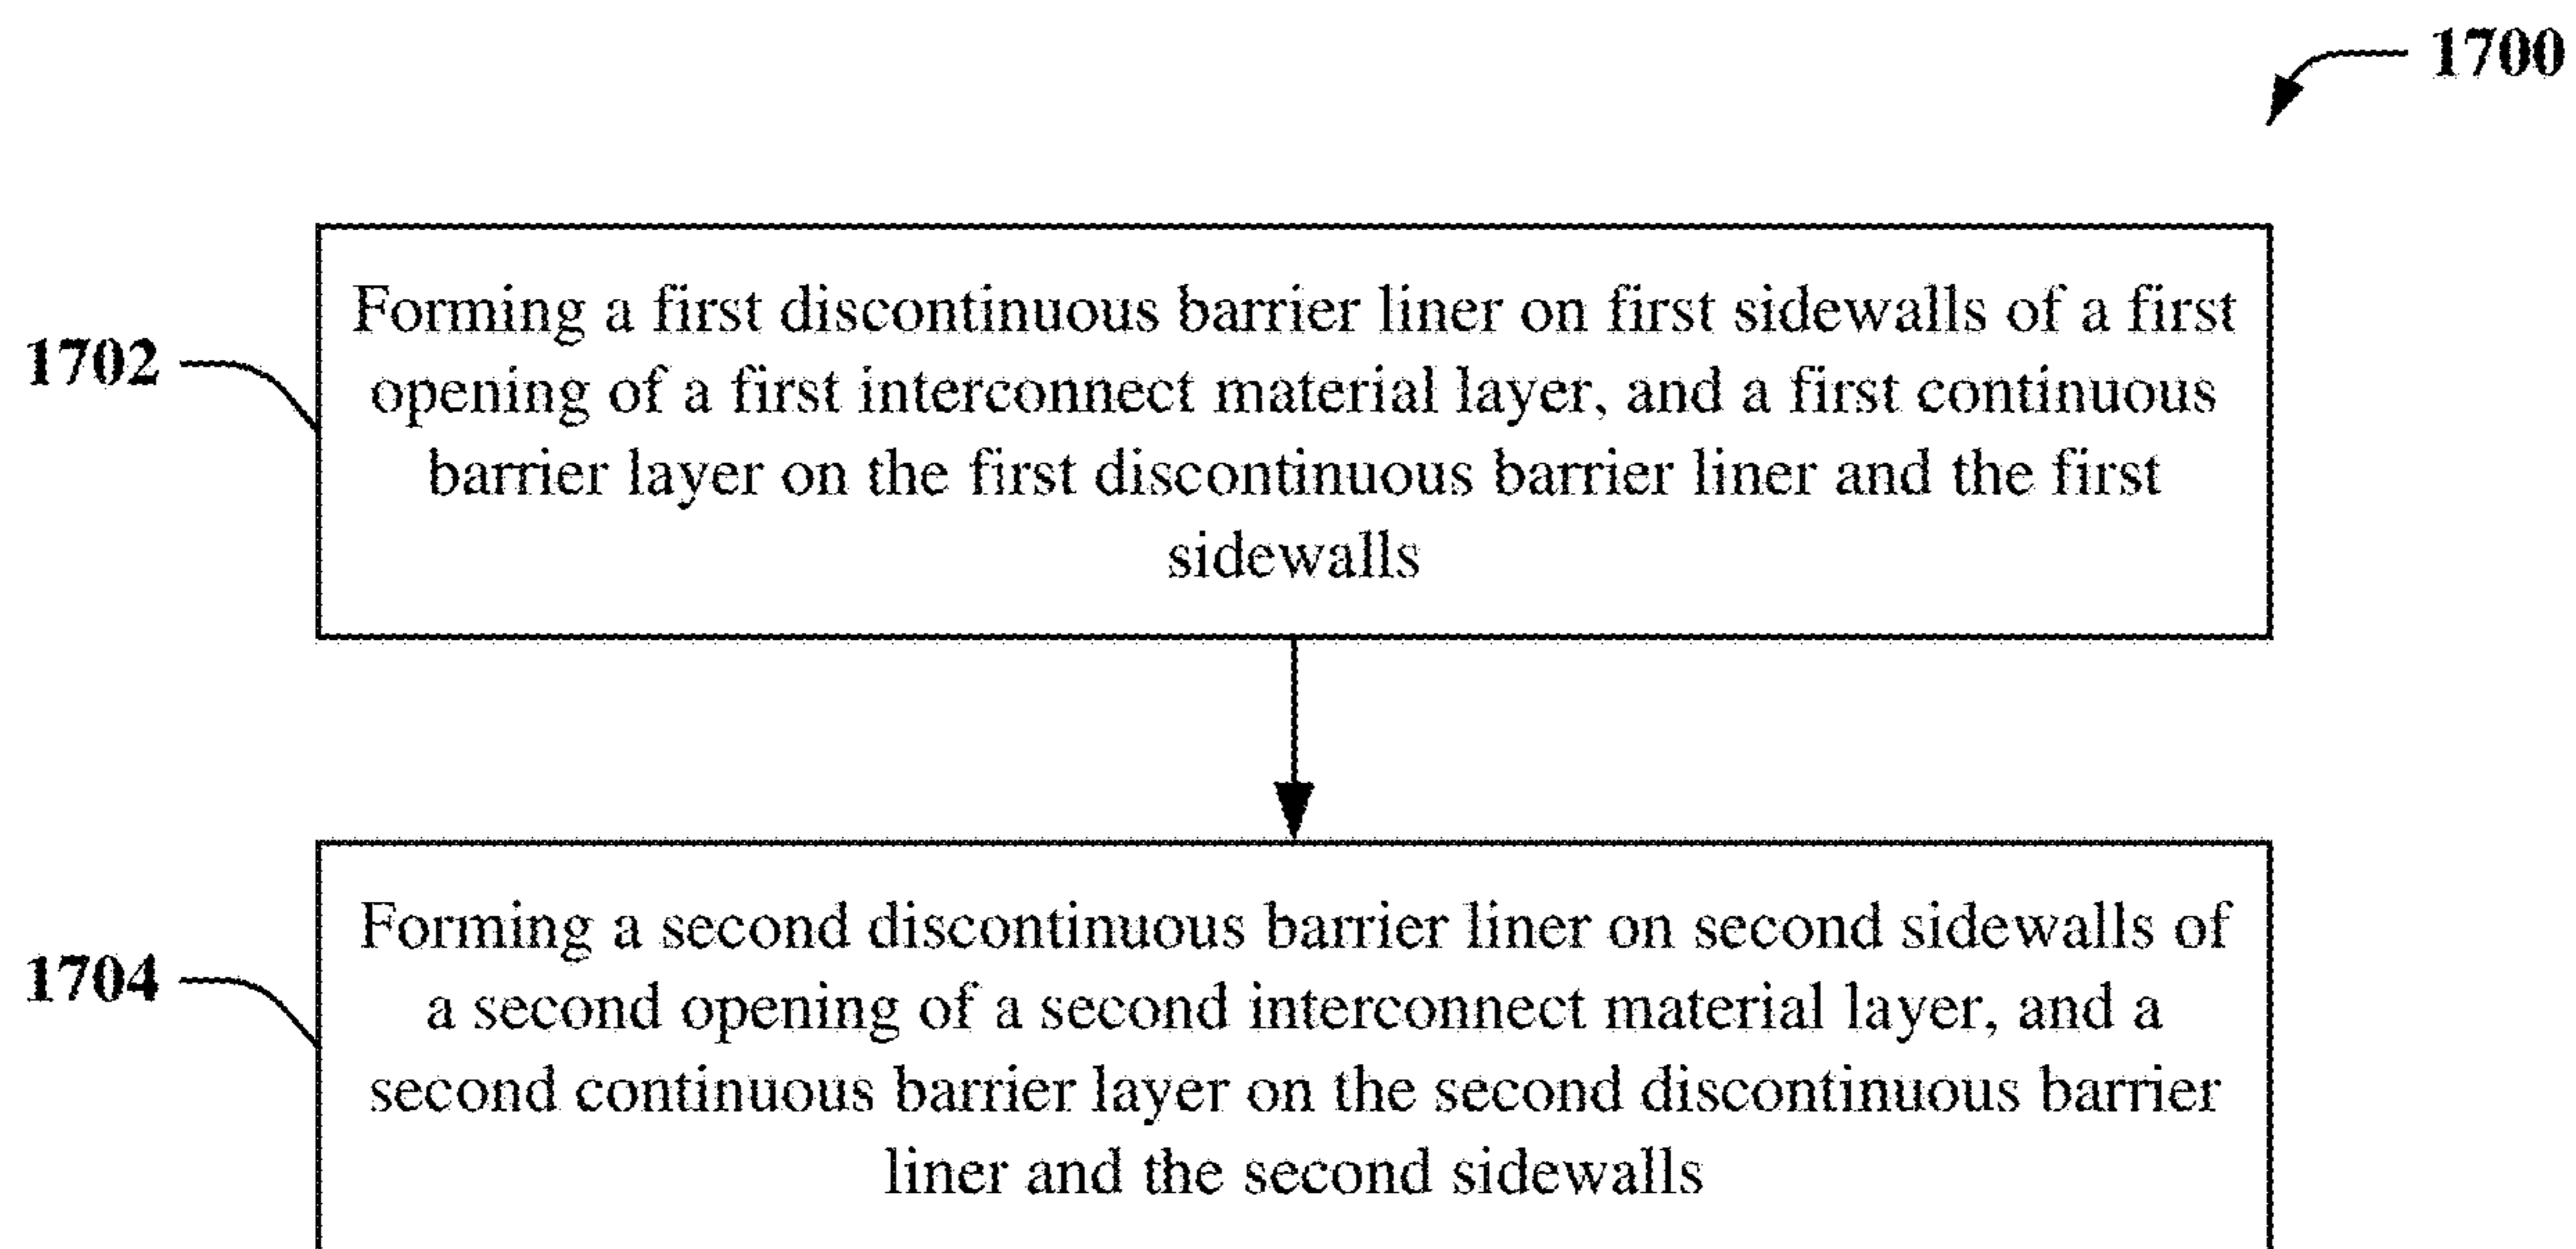 1700
1702
Forming a first discontinuous barrier liner on first sidewalls of a first
opening of a first interconnect material layer, and a first continuous
barrier layer on the first discontinuous barrier liner and the first
sidewalls
1704
Forming a second discontinuous barrier liner on second sidewalls of
a second opening of a second interconnect material layer, and a
second continuous barrier layer on the second discontinuous barrier
liner and the second sidewalls